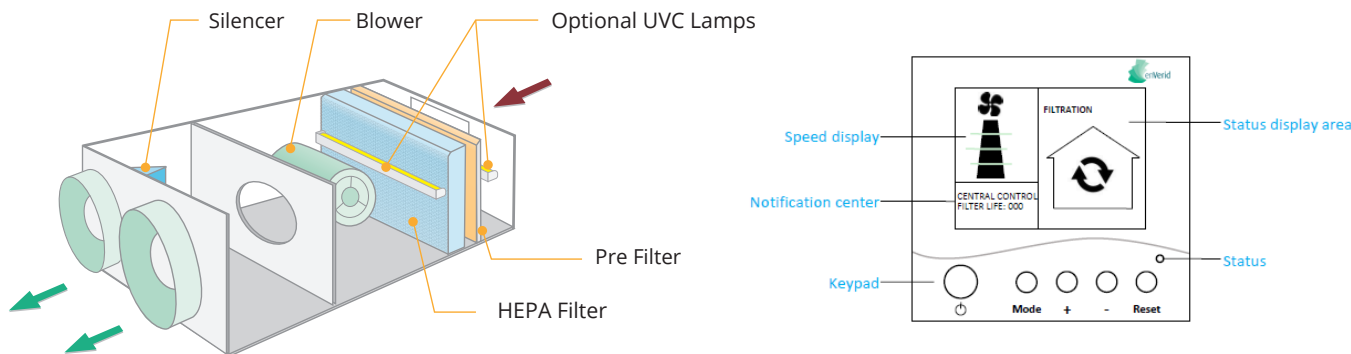 Silencer
Blower
Optional UVC Lamps
Pre Filter
HEPA Filter
enVerid
Speed display
FILTRATION
Status display area
Notification center
CENTRAL CONTROL
FILTER LIFE: 000
Status
Keypad
Mode + - Reset